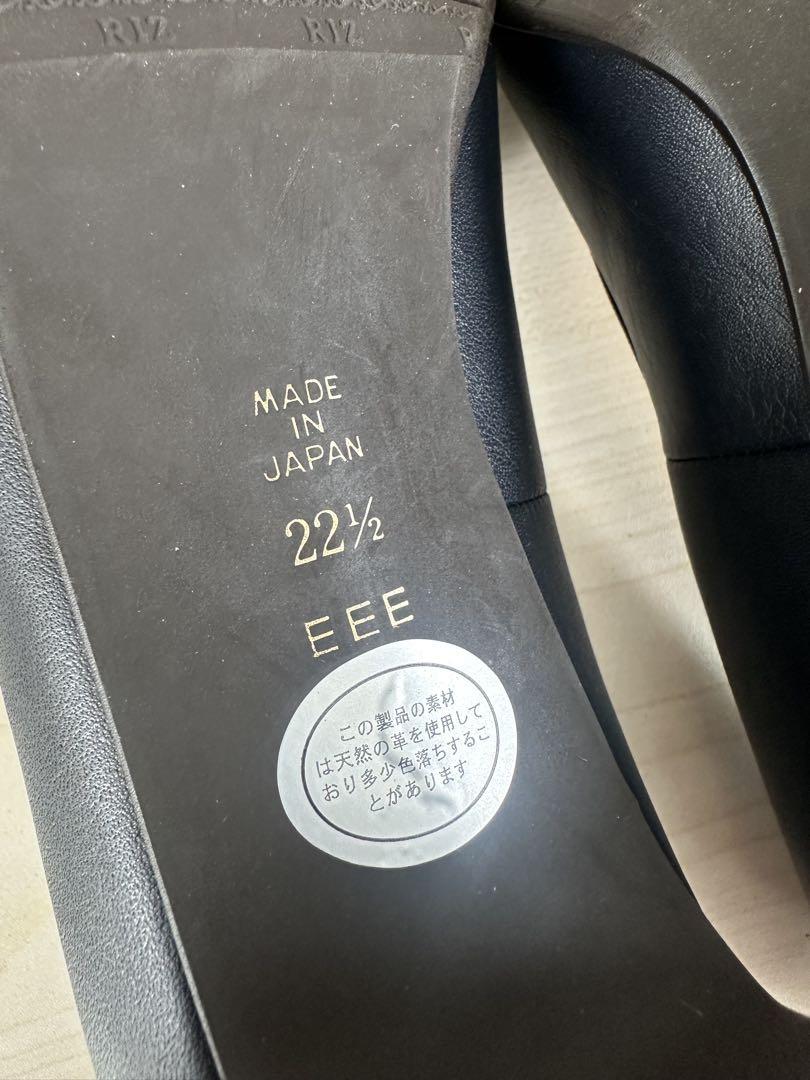 RIZ RIZ
MADE
IN
JAPAN
22½
EEE
この製品の素材
は天然の革を使用して
おり多少色落ちするこ
とがあります